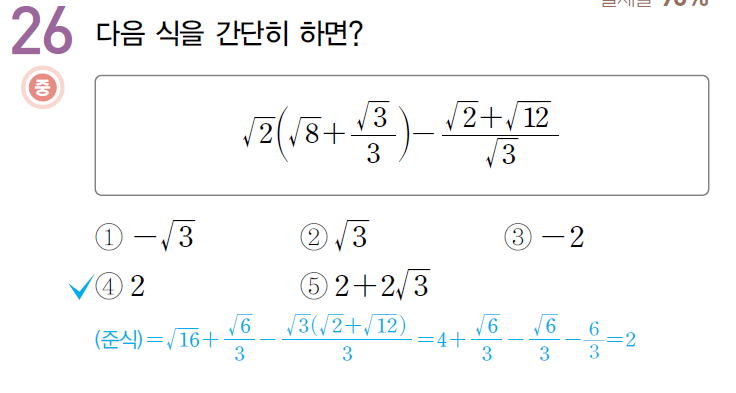 26 다음 식을 간단히 하면?
중
√2(√8+√3/3)−(√2+√12)/√3
① −√3 ② √3 ③ −2
④ 2 ⑤ 2+2√3
(준식)=√16+√6/3−√3(√2+√12)/3=4+√6/3−√6/3−6/3=2